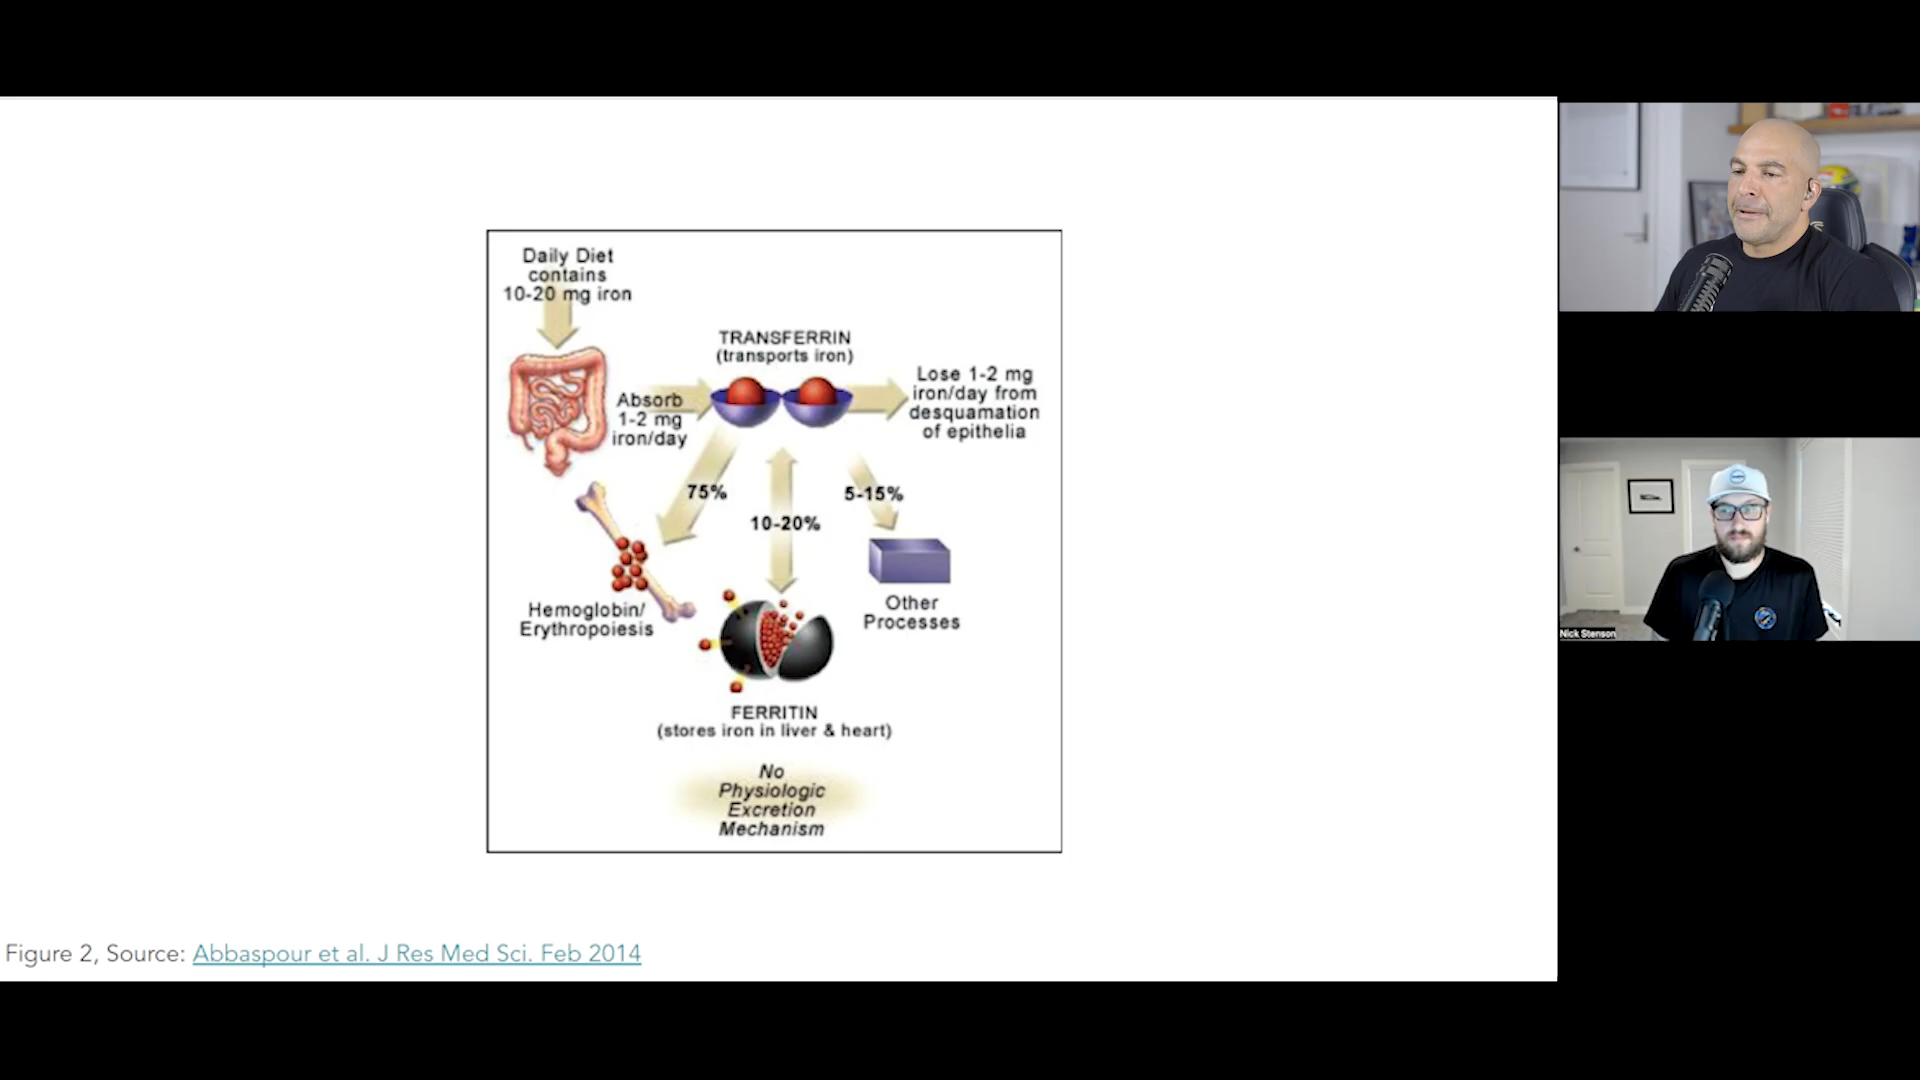 Daily Diet
contains
10-20 mg iron
TRANSFERRIN
(transports iron)
Absorb
1-2 mg
iron/day
Lose 1-2 mg
iron/day from
desquamation
of epithelia
75%
10-20%
5-15%
Hemoglobin/
Erythropoiesis
Other
Processes
FERRITIN
(stores iron in liver & heart)
No
Physiologic
Excretion
Mechanism
Figure 2, Source: Abbaspour et al. J Res Med Sci. Feb 2014
Nick Stenson